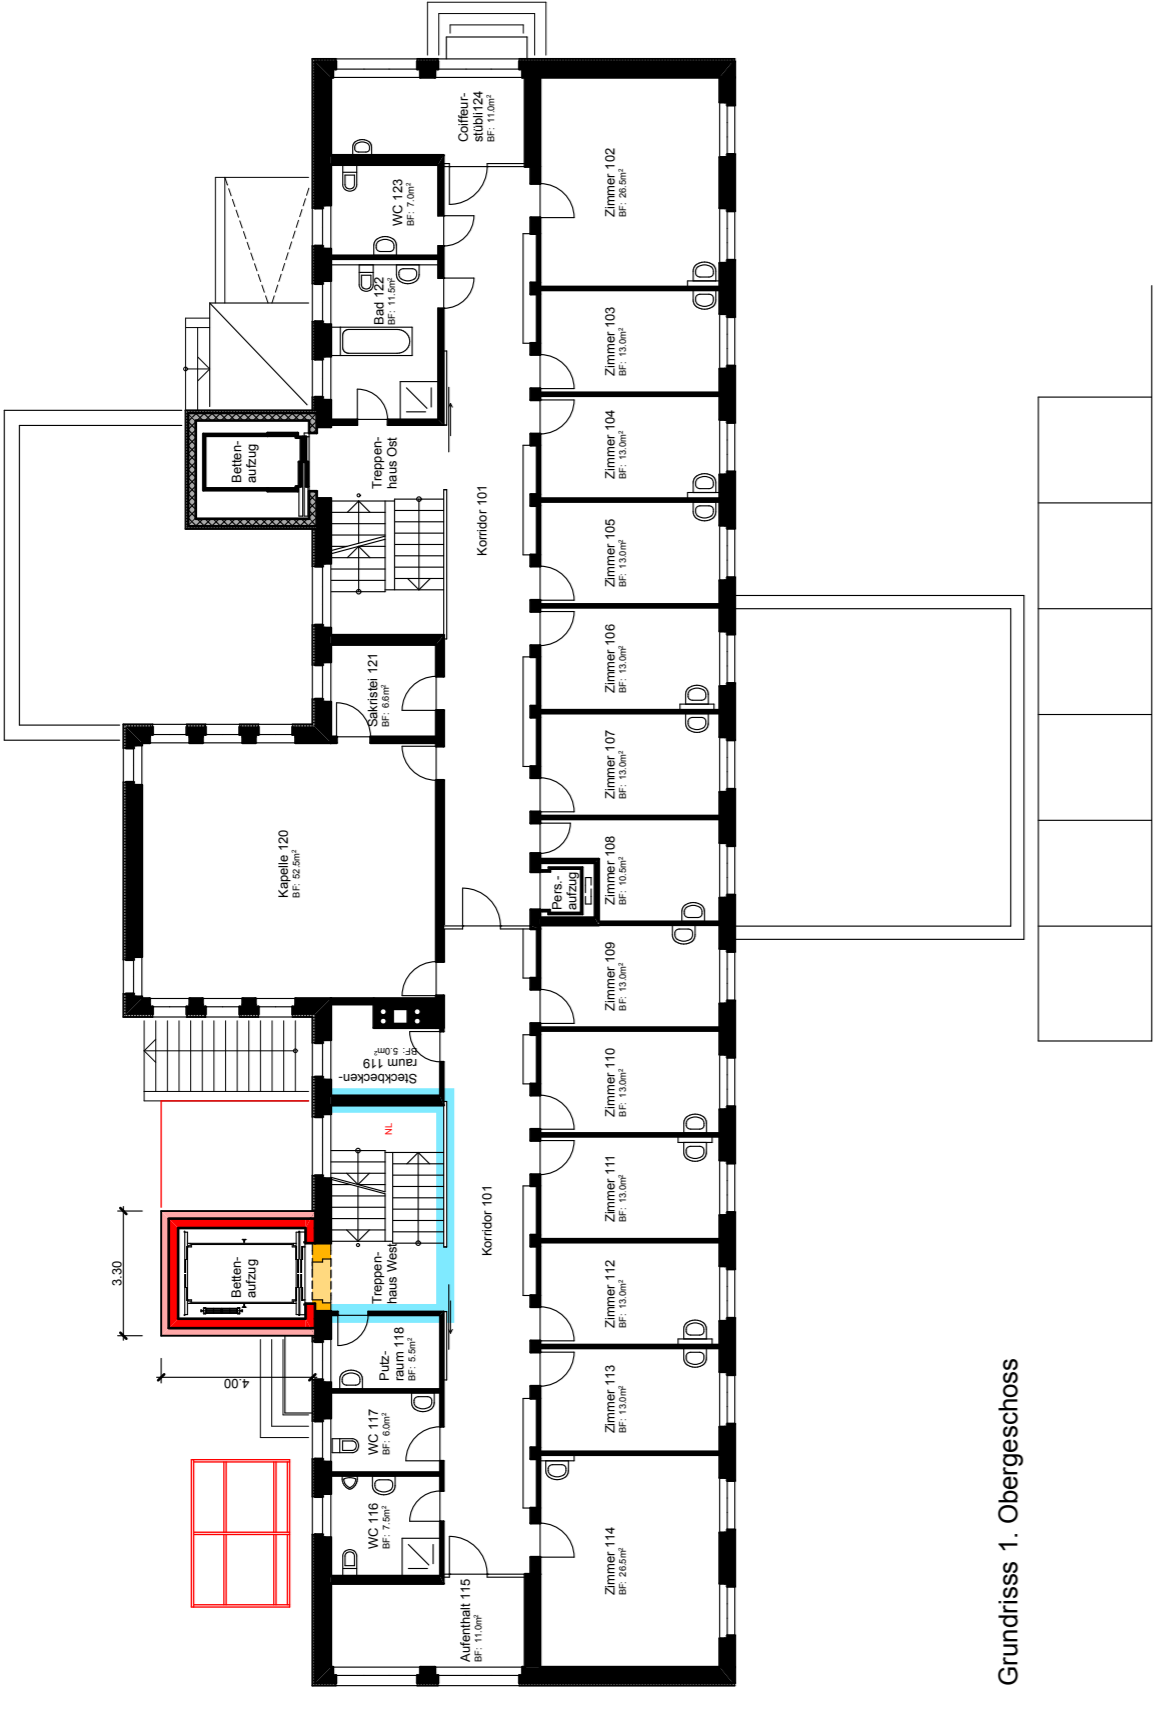 Coiffeur-
stübli124
BF: 11.0m²
WC 123
BF: 7.0m²
Bad 122
BF: 11.5m²
Zimmer 102
BF: 26.5m²
Zimmer 103
BF: 13.0m²
Zimmer 104
BF: 13.0m²
Zimmer 105
BF: 13.0m²
Zimmer 106
BF: 13.0m²
Zimmer 107
BF: 13.0m²
Zimmer 108
BF: 10.5m²
Pers.-
aufzug
Zimmer 109
BF: 13.0m²
Zimmer 110
BF: 13.0m²
Zimmer 111
BF: 13.0m²
Zimmer 112
BF: 13.0m²
Zimmer 113
BF: 13.0m²
Zimmer 114
BF: 26.5m²
Betten-
aufzug
Treppen-
haus Ost
Korridor 101
Sakristei 121
BF: 6.6m²
Kapelle 120
BF: 52.5m²
Steckbecken-
raum 119
BF: 5.0m²
NL
Korridor 101
Betten-
aufzug
Treppen-
haus West
3.30
4.00
Putz-
raum 118
BF: 5.5m²
WC 117
BF: 6.0m²
WC 116
BF: 7.5m²
Aufenthalt 115
BF: 11.0m²
Grundrisss 1. Obergeschoss